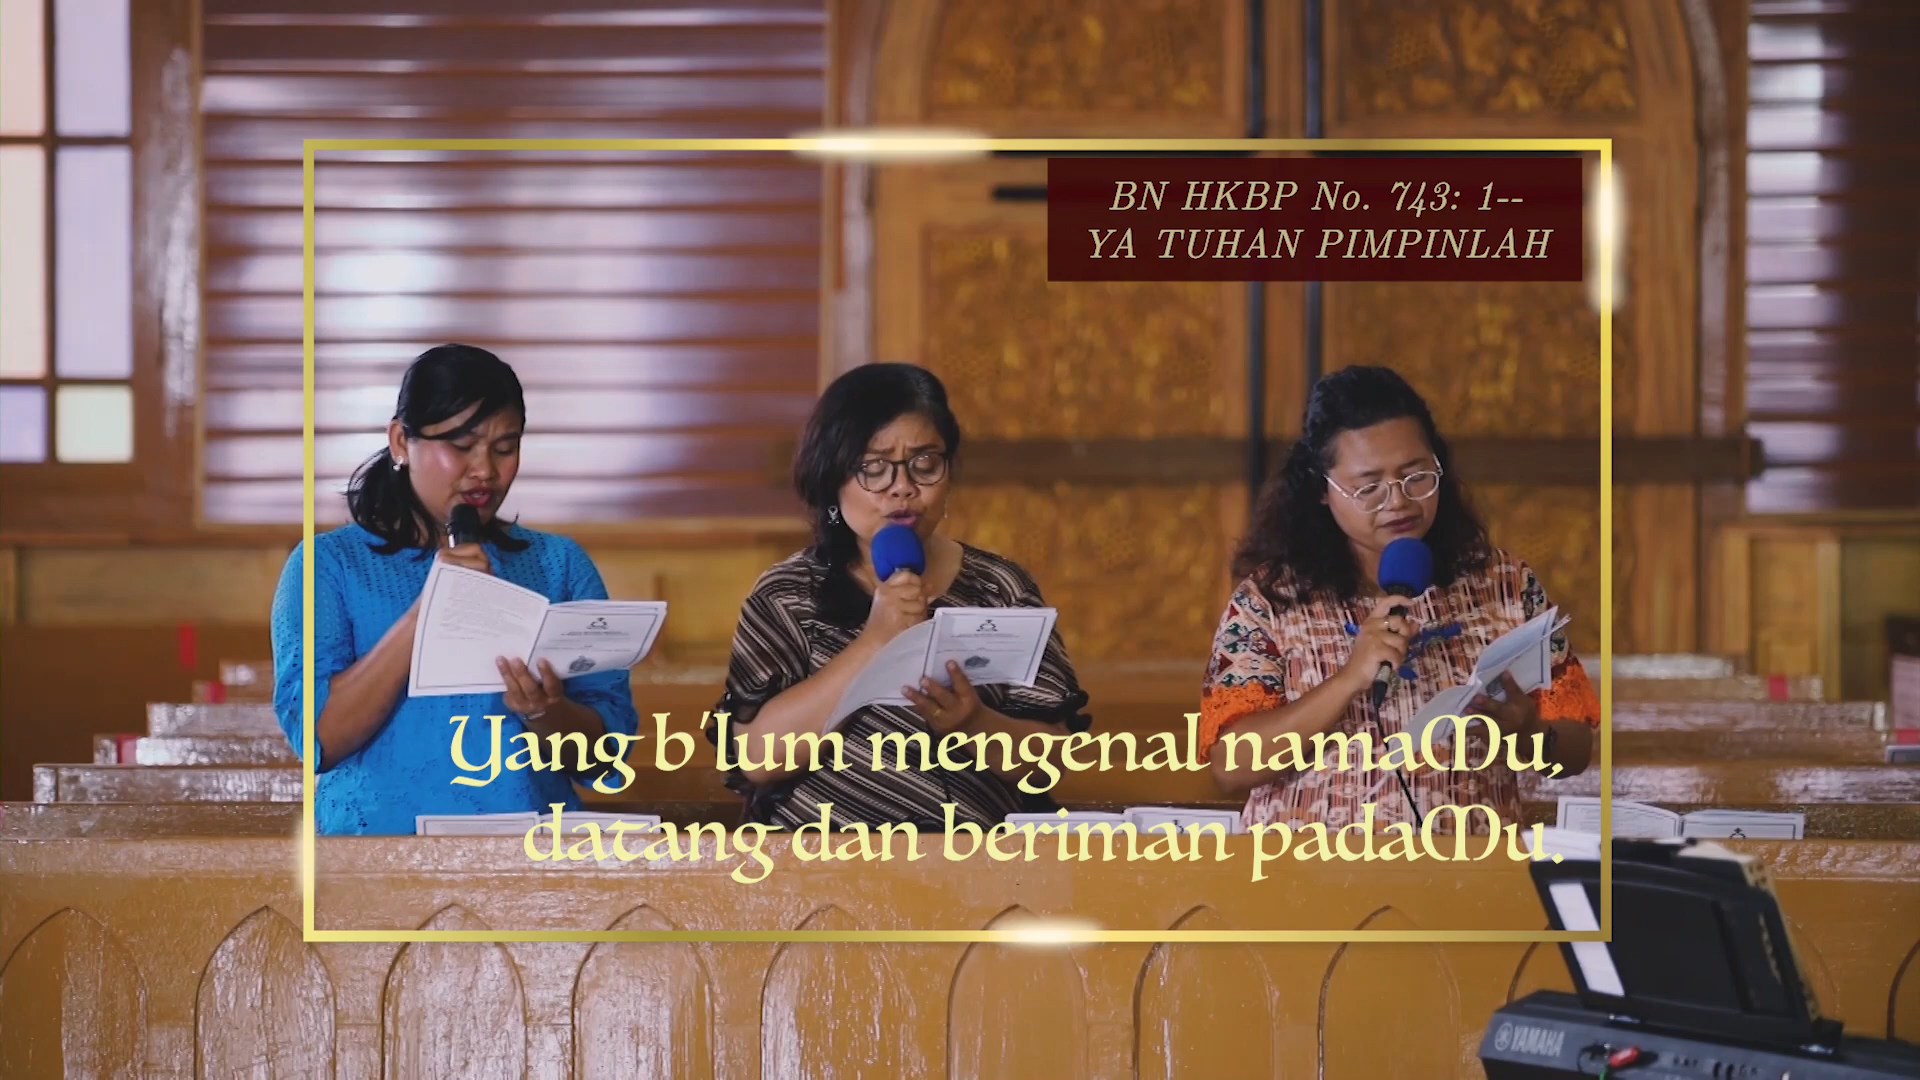 BN HKBP No. 743: 1--
YA TUHAN PIMPINLAH
Yang b'lum mengenal namaMu,
datang dan beriman padaMu.
YAMAHA